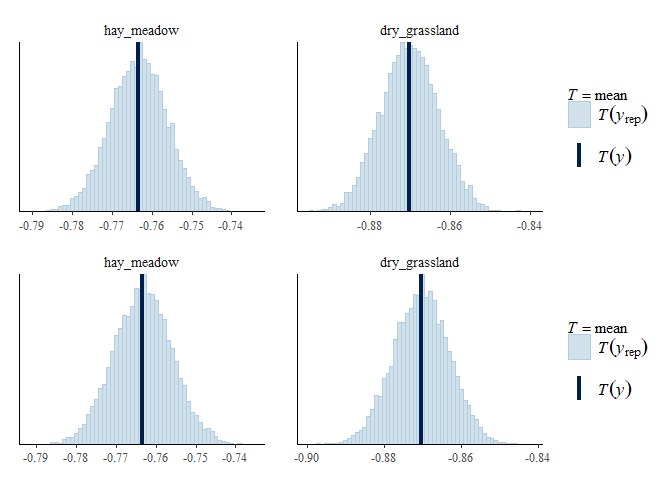 hay_meadow dry_grassland
T = mean
T(yrep)
T(y)
-0.79 -0.78 -0.77 -0.76 -0.75 -0.74 -0.88 -0.86 -0.84
hay_meadow dry_grassland
T = mean
T(yrep)
T(y)
-0.79 -0.78 -0.77 -0.76 -0.75 -0.74 -0.90 -0.88 -0.86 -0.84